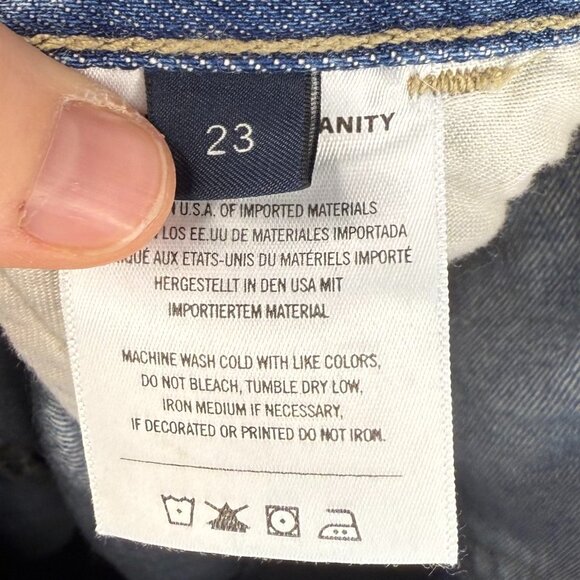 23
ANITY
U.S.A. OF IMPORTED MATERIALS
LOS EE.UU DE MATERIALES IMPORTADA
QUÉ AUX ETATS-UNIS DU MATÉRIELS IMPORTÉ
HERGESTELLT IN DEN USA MIT
IMPORTIERTEM MATERIAL
MACHINE WASH COLD WITH LIKE COLORS,
DO NOT BLEACH, TUMBLE DRY LOW,
IRON MEDIUM IF NECESSARY,
IF DECORATED OR PRINTED DO NOT IRON.